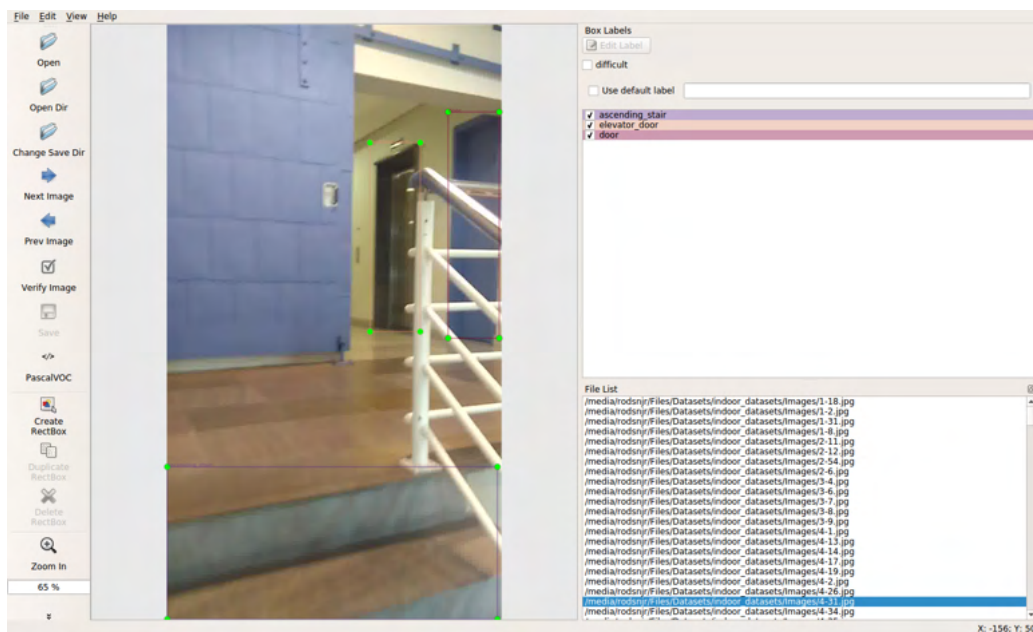 File Edit View Help
Open
Open Dir
Change Save Dir
Next Image
Prev Image
Verify Image
Save
</>
PascalVOC
Create
RectBox
Duplicate
RectBox
Delete
RectBox
Zoom In
65 %
Box Labels
Edit Label
difficult
Use default label
ascending_stair
elevator_door
door
File List
/media/rodsnjr/Files/Datasets/indoor_datasets/Images/1-18.jpg
/media/rodsnjr/Files/Datasets/indoor_datasets/Images/1-2.jpg
/media/rodsnjr/Files/Datasets/indoor_datasets/Images/1-31.jpg
/media/rodsnjr/Files/Datasets/indoor_datasets/Images/1-8.jpg
/media/rodsnjr/Files/Datasets/indoor_datasets/Images/2-11.jpg
/media/rodsnjr/Files/Datasets/indoor_datasets/Images/2-12.jpg
/media/rodsnjr/Files/Datasets/indoor_datasets/Images/2-54.jpg
/media/rodsnjr/Files/Datasets/indoor_datasets/Images/2-6.jpg
/media/rodsnjr/Files/Datasets/indoor_datasets/Images/3-4.jpg
/media/rodsnjr/Files/Datasets/indoor_datasets/Images/3-6.jpg
/media/rodsnjr/Files/Datasets/indoor_datasets/Images/3-7.jpg
/media/rodsnjr/Files/Datasets/indoor_datasets/Images/3-8.jpg
/media/rodsnjr/Files/Datasets/indoor_datasets/Images/3-9.jpg
/media/rodsnjr/Files/Datasets/indoor_datasets/Images/4-1.jpg
/media/rodsnjr/Files/Datasets/indoor_datasets/Images/4-13.jpg
/media/rodsnjr/Files/Datasets/indoor_datasets/Images/4-14.jpg
/media/rodsnjr/Files/Datasets/indoor_datasets/Images/4-17.jpg
/media/rodsnjr/Files/Datasets/indoor_datasets/Images/4-19.jpg
/media/rodsnjr/Files/Datasets/indoor_datasets/Images/4-2.jpg
/media/rodsnjr/Files/Datasets/indoor_datasets/Images/4-26.jpg
/media/rodsnjr/Files/Datasets/indoor_datasets/Images/4-31.jpg
/media/rodsnjr/Files/Datasets/indoor_datasets/Images/4-34.jpg
X: -156; Y: